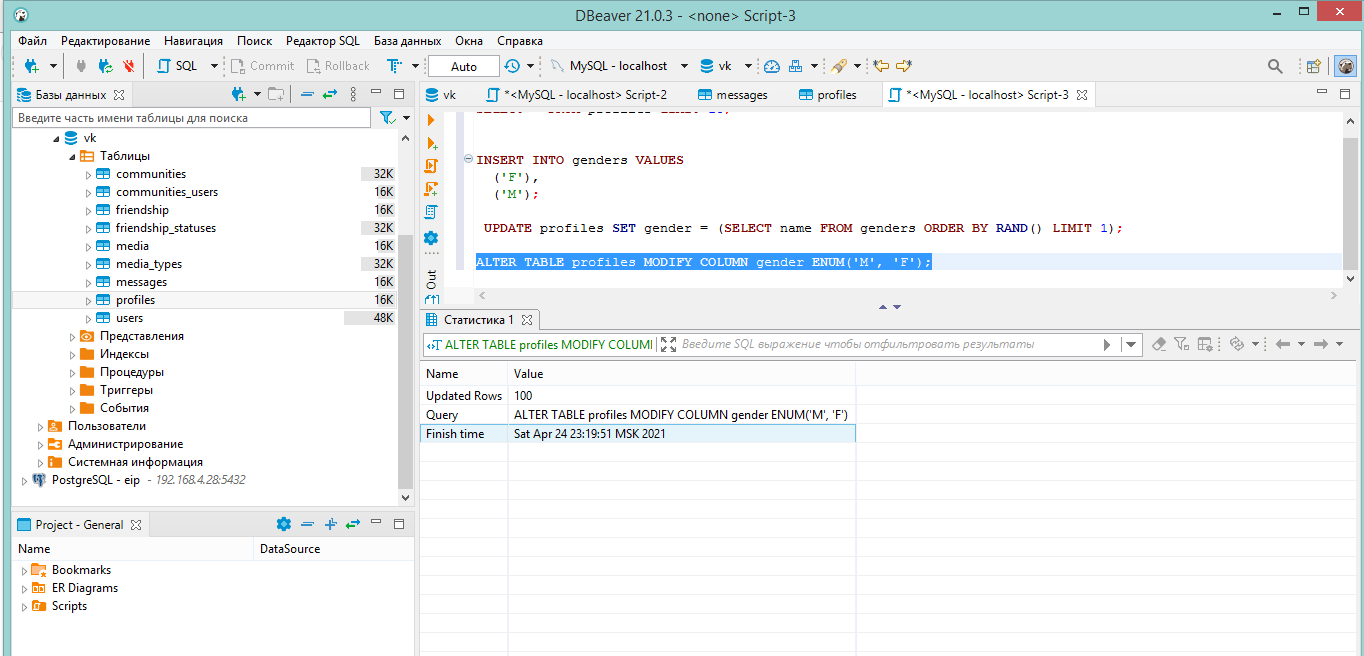 DBeaver 21.0.3 - <none> Script-3
Файл Редактирование Навигация Поиск Редактор SQL База данных Окна Справка
SQL Commit Rollback Auto MySQL - localhost vk
Базы данных
Введите часть имени таблицы для поиска
vk
Таблицы
communities 32K
communities_users 16K
friendship 16K
friendship_statuses 32K
media 16K
media_types 32K
messages 16K
profiles 16K
users 48K
Представления
Индексы
Процедуры
Триггеры
События
Пользователи
Администрирование
Системная информация
PostgreSQL - eip - 192.168.4.28:5432
Project - General
Name DataSource
Bookmarks
ER Diagrams
Scripts
vk *<MySQL - localhost> Script-2 messages profiles *<MySQL - localhost> Script-3
INSERT INTO genders VALUES
('F'),
('M');
UPDATE profiles SET gender = (SELECT name FROM genders ORDER BY RAND() LIMIT 1);
ALTER TABLE profiles MODIFY COLUMN gender ENUM('M', 'F');
Out
Статистика 1
ALTER TABLE profiles MODIFY COLUMI Введите SQL выражение чтобы отфильтровать результаты
Name Value
Updated Rows 100
Query ALTER TABLE profiles MODIFY COLUMN gender ENUM('M', 'F')
Finish time Sat Apr 24 23:19:51 MSK 2021